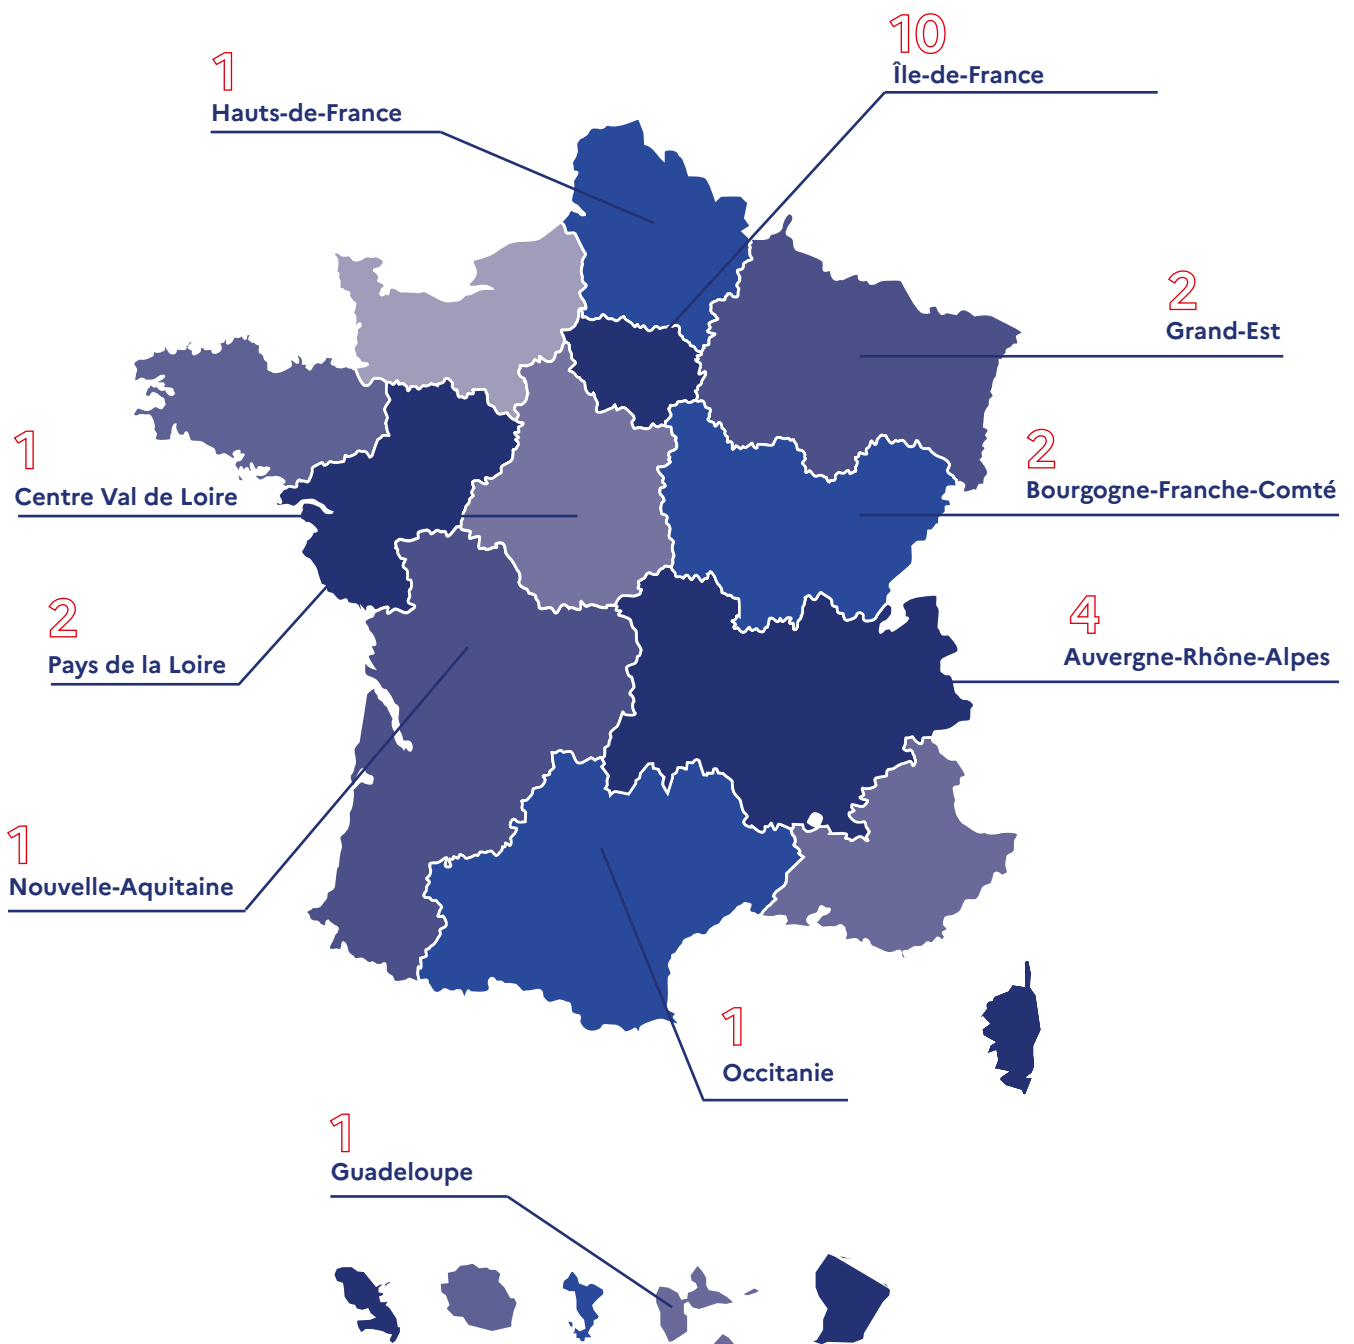 10
Île-de-France
1
Hauts-de-France
2
Grand-Est
1
Centre Val de Loire
2
Bourgogne-Franche-Comté
2
Pays de la Loire
4
Auvergne-Rhône-Alpes
1
Nouvelle-Aquitaine
1
Occitanie
1
Guadeloupe